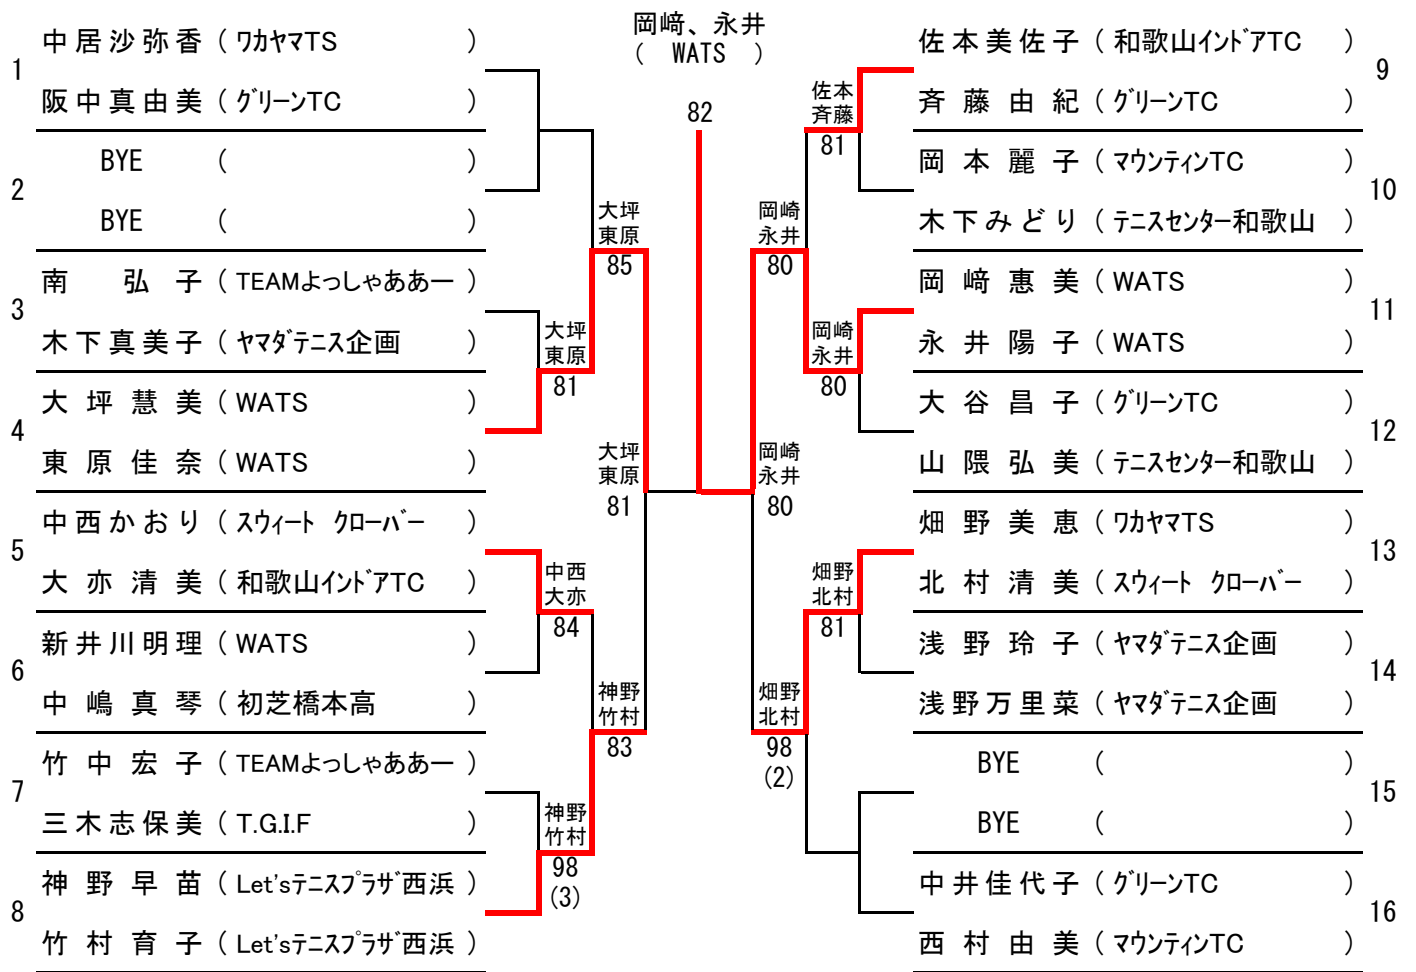 岡﨑、永井
( WATS )
82
1
中居沙弥香 ( ワカヤマTS )
阪中真由美 ( グリーンTC )
2
BYE ( )
BYE ( )
3
南 弘子 ( TEAMよっしゃああー )
木下真美子 ( ヤマダテニス企画 )
4
大坪慧美 ( WATS )
東原佳奈 ( WATS )
5
中西かおり ( スウィート クローバー )
大亦清美 ( 和歌山インドアTC )
6
新井川明理 ( WATS )
中嶋真琴 ( 初芝橋本高 )
7
竹中宏子 ( TEAMよっしゃああー )
三木志保美 ( T.G.I.F )
8
神野早苗 ( Let'sテニスプラザ西浜 )
竹村育子 ( Let'sテニスプラザ西浜 )
大坪
東原
81
中西
大亦
84
神野
竹村
98
(3)
大坪
東原
85
神野
竹村
83
大坪
東原
81
岡崎
永井
80
岡崎
永井
80
畑野
北村
98
(2)
佐本
斉藤
81
岡崎
永井
80
畑野
北村
81
佐本美佐子 ( 和歌山インドアTC )
9
斉藤由紀 ( グリーンTC )
岡本麗子 ( マウンティンTC )
10
木下みどり ( テニスセンター和歌山 )
岡﨑惠美 ( WATS )
11
永井陽子 ( WATS )
大谷昌子 ( グリーンTC )
12
山隈弘美 ( テニスセンター和歌山 )
畑野美恵 ( ワカヤマTS )
13
北村清美 ( スウィート クローバー )
浅野玲子 ( ヤマダテニス企画 )
14
浅野万里菜 ( ヤマダテニス企画 )
BYE ( )
15
BYE ( )
中井佳代子 ( グリーンTC )
16
西村由美 ( マウンティンTC )